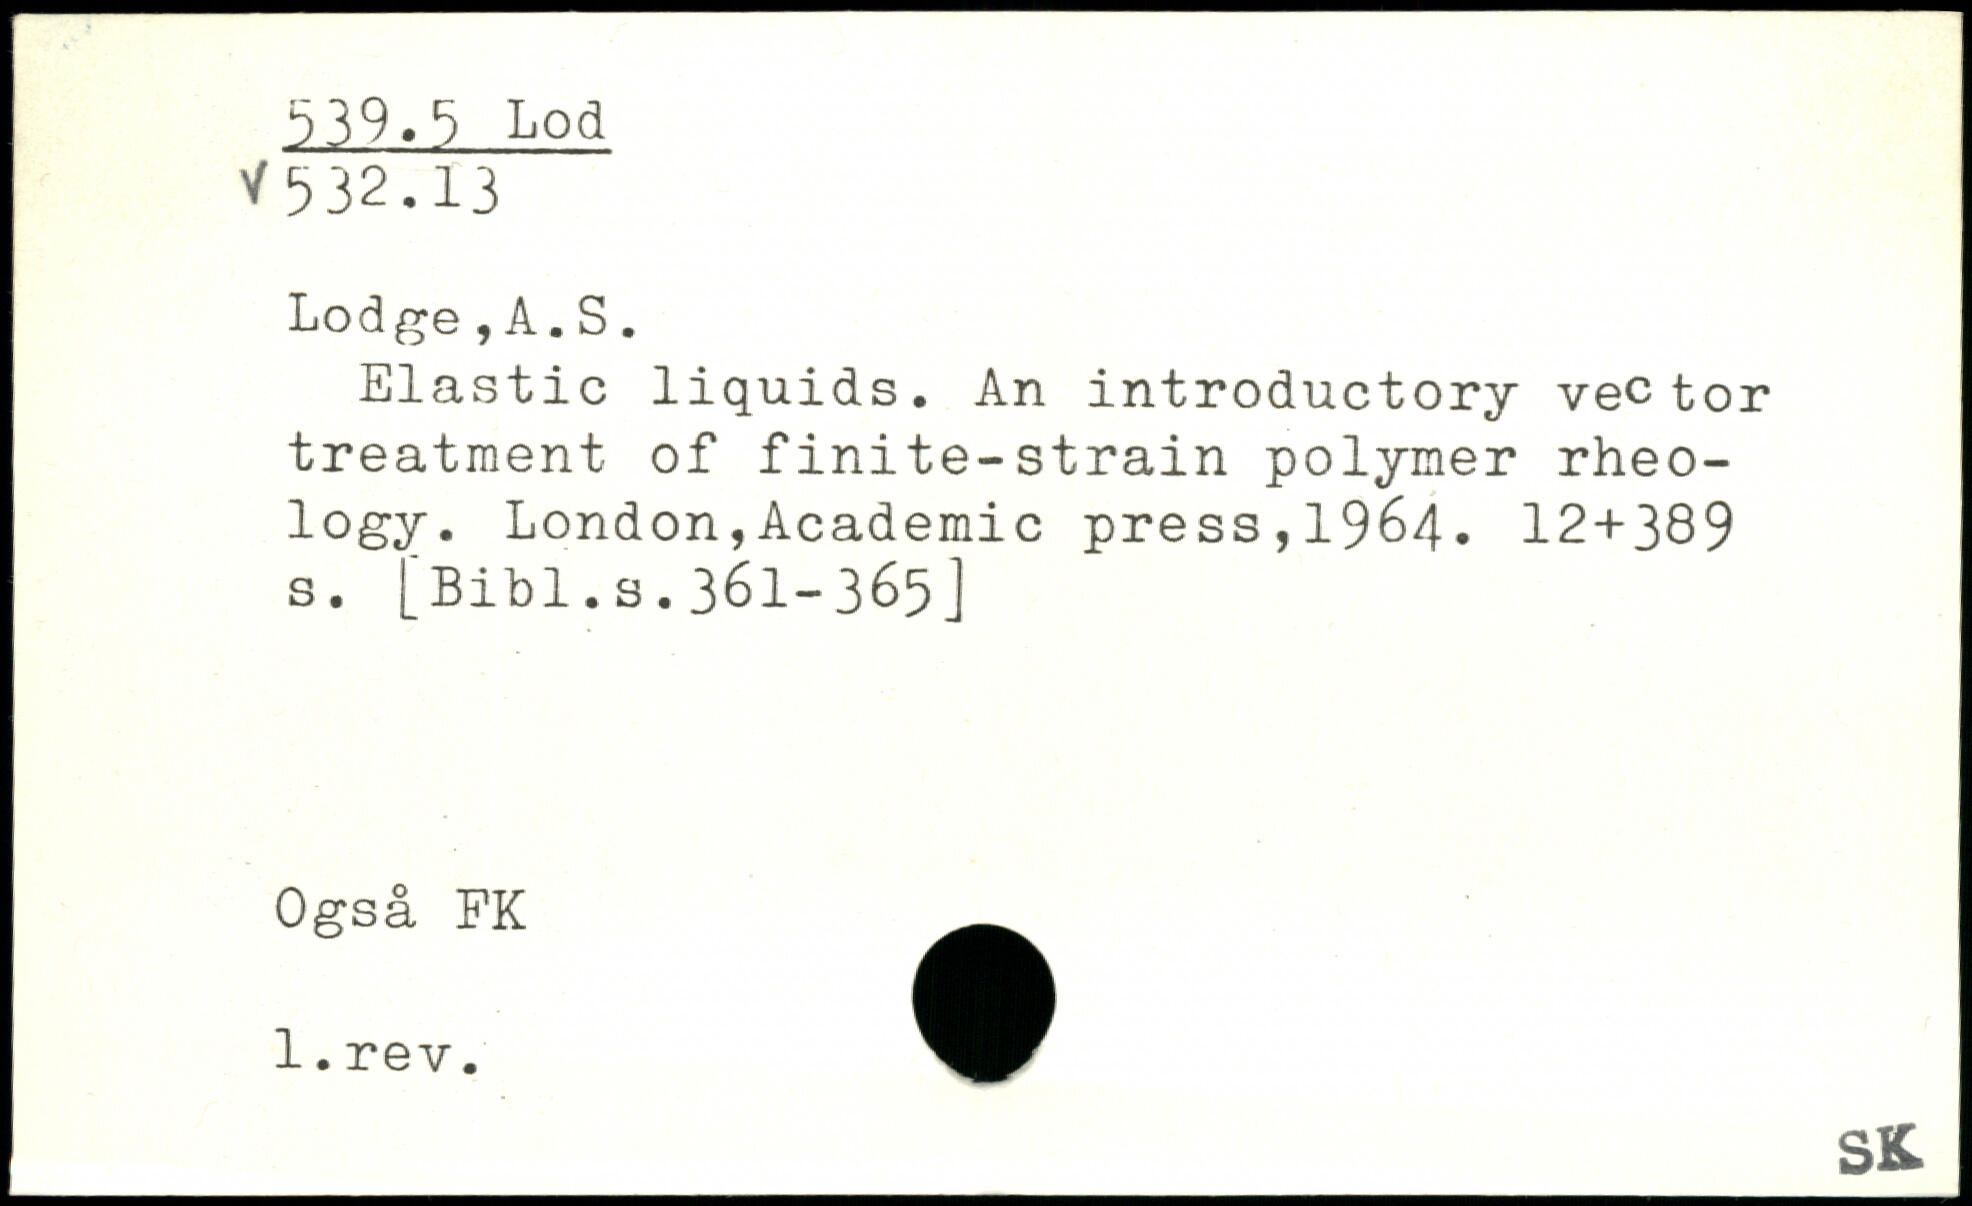 539.5 Lod
V 532.13
Lodge,A.S.
Elastic liquids. An introductory vector
treatment of finite-strain polymer rheo-
logy. London,Academic press,1964. 12+389
s. [Bibl.s.361-365]
Også FK
1.rev.
SK